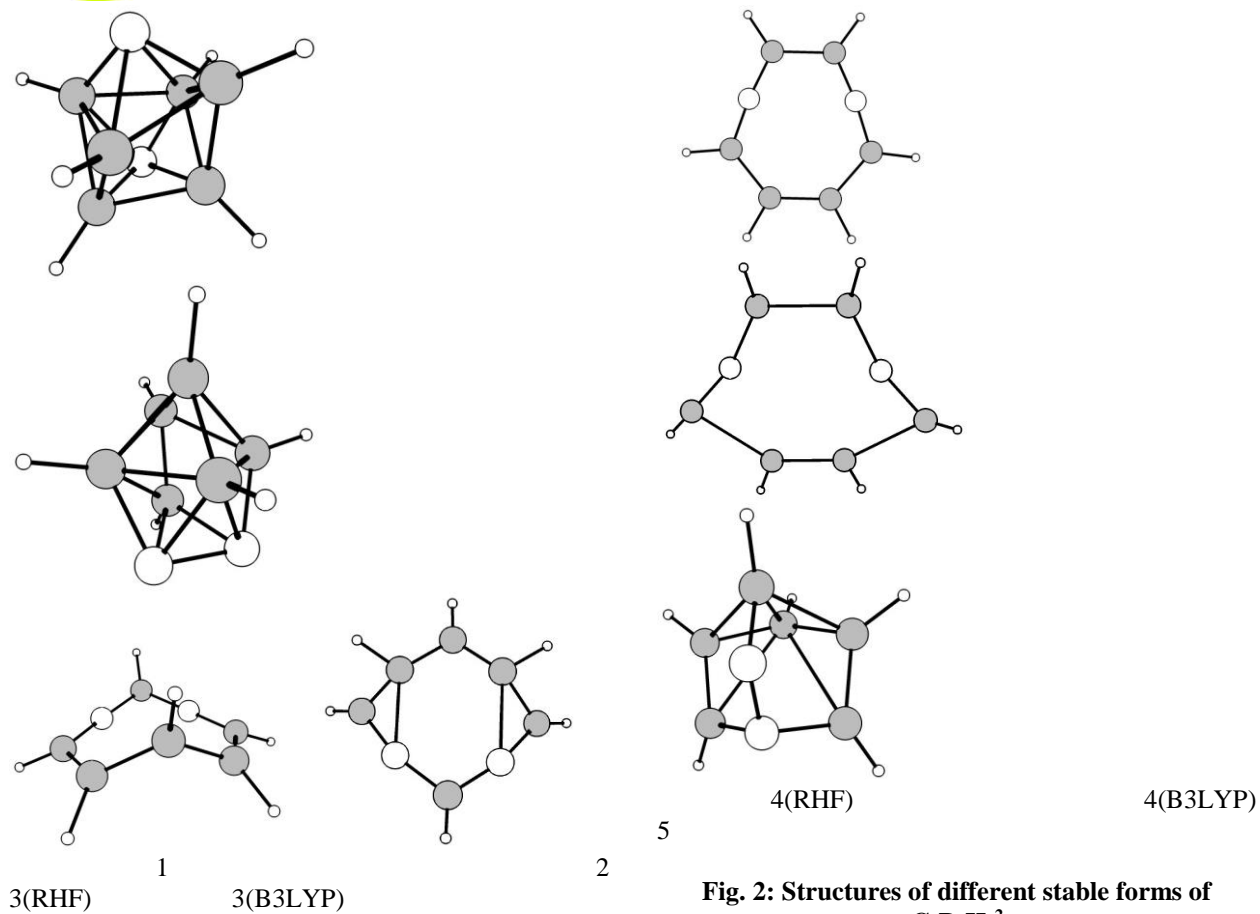 4(RHF) 4(B3LYP)
5
1 2
3(RHF) 3(B3LYP)
Fig. 2: Structures of different stable forms of